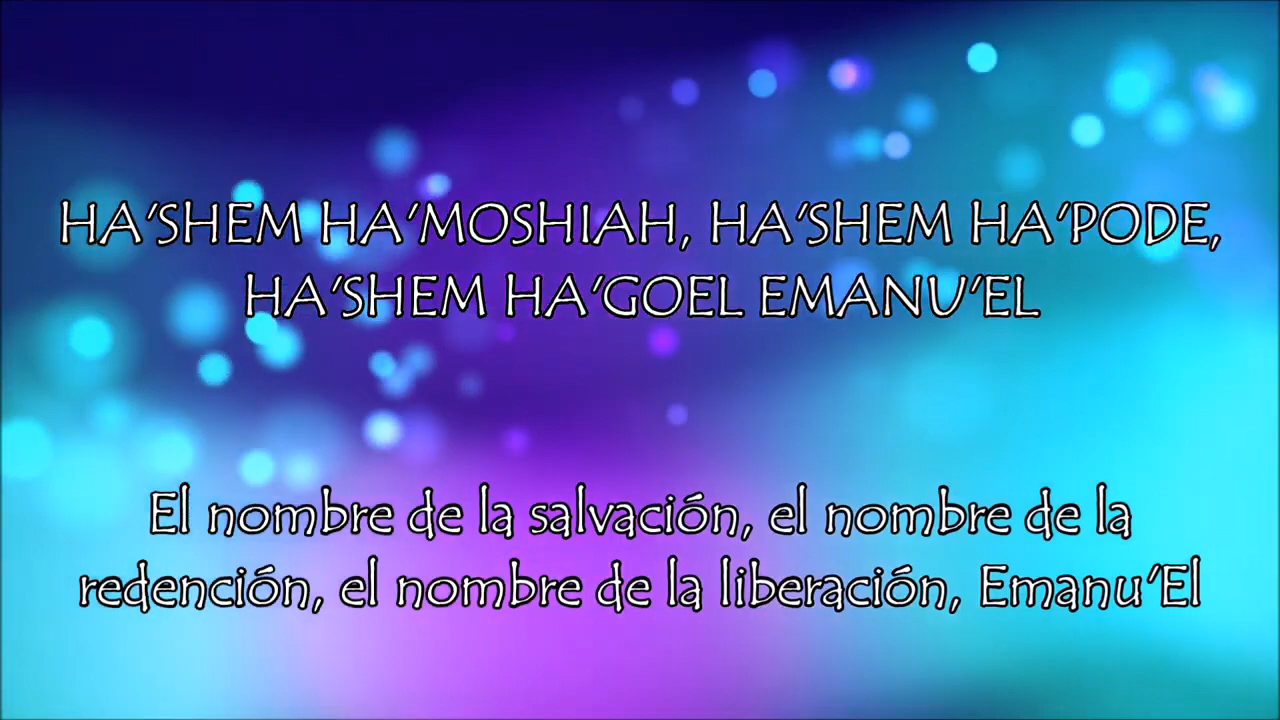 HA'SHEM HA'MOSHIAH, HA'SHEM HA'PODE,
HA'SHEM HA'GOEL EMANU'EL
El nombre de la salvación, el nombre de la
redención, el nombre de la liberación, Emanu'El